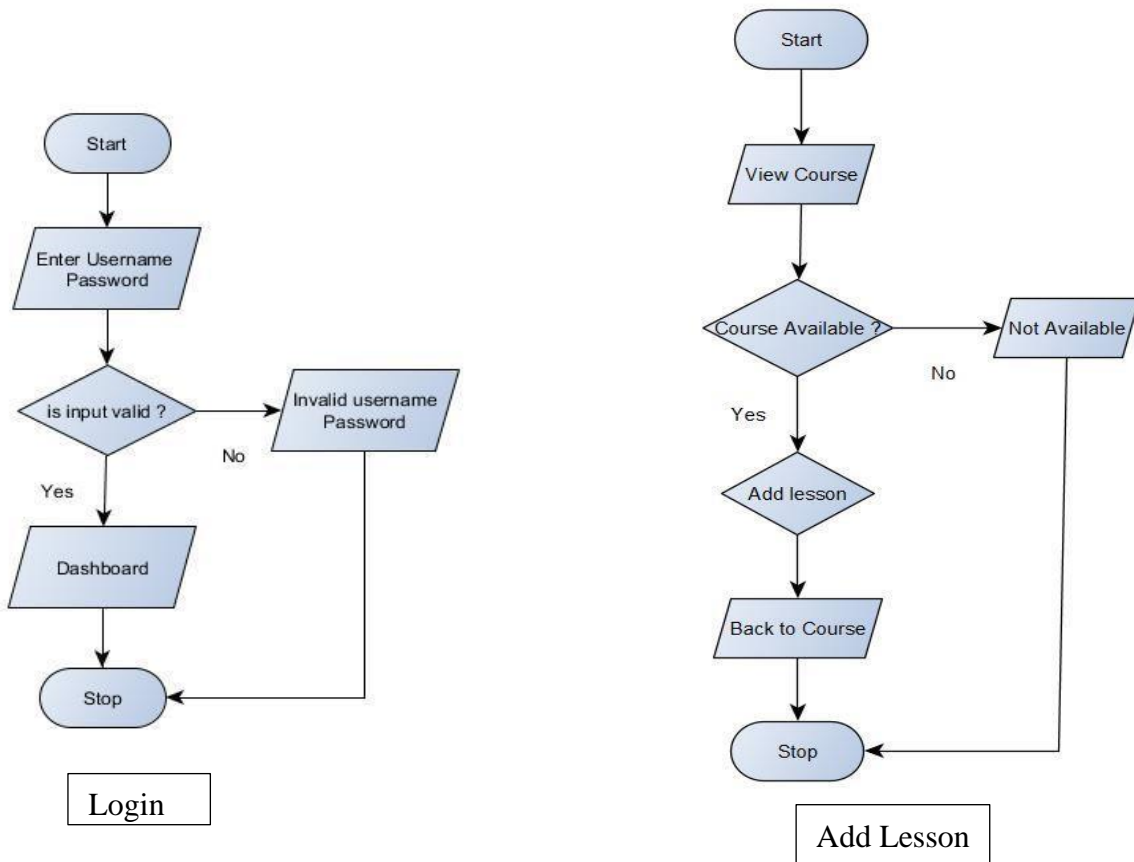 Start
Enter Username
Password
is input valid ?
No
Invalid username
Password
Yes
Dashboard
Stop
Login
Start
View Course
Course Available ?
No
Not Available
Yes
Add lesson
Back to Course
Stop
Add Lesson